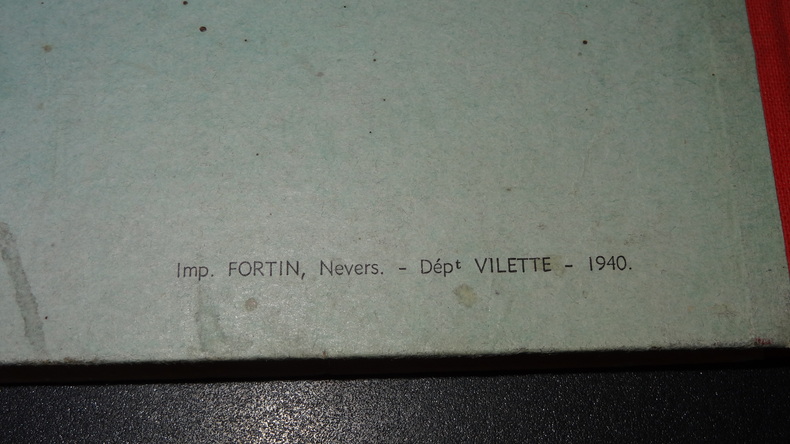 Imp. FORTIN, Nevers. - Dépt VILETTE - 1940.